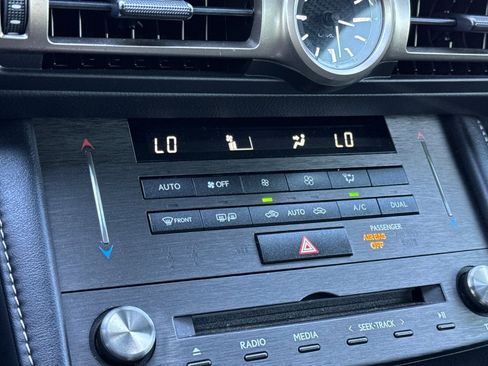 LO LO
AUTO OFF
FRONT AUTO A/C DUAL
PASSENGER
AIRBAG
OFF
RADIO MEDIA < SEEK·TRACK >